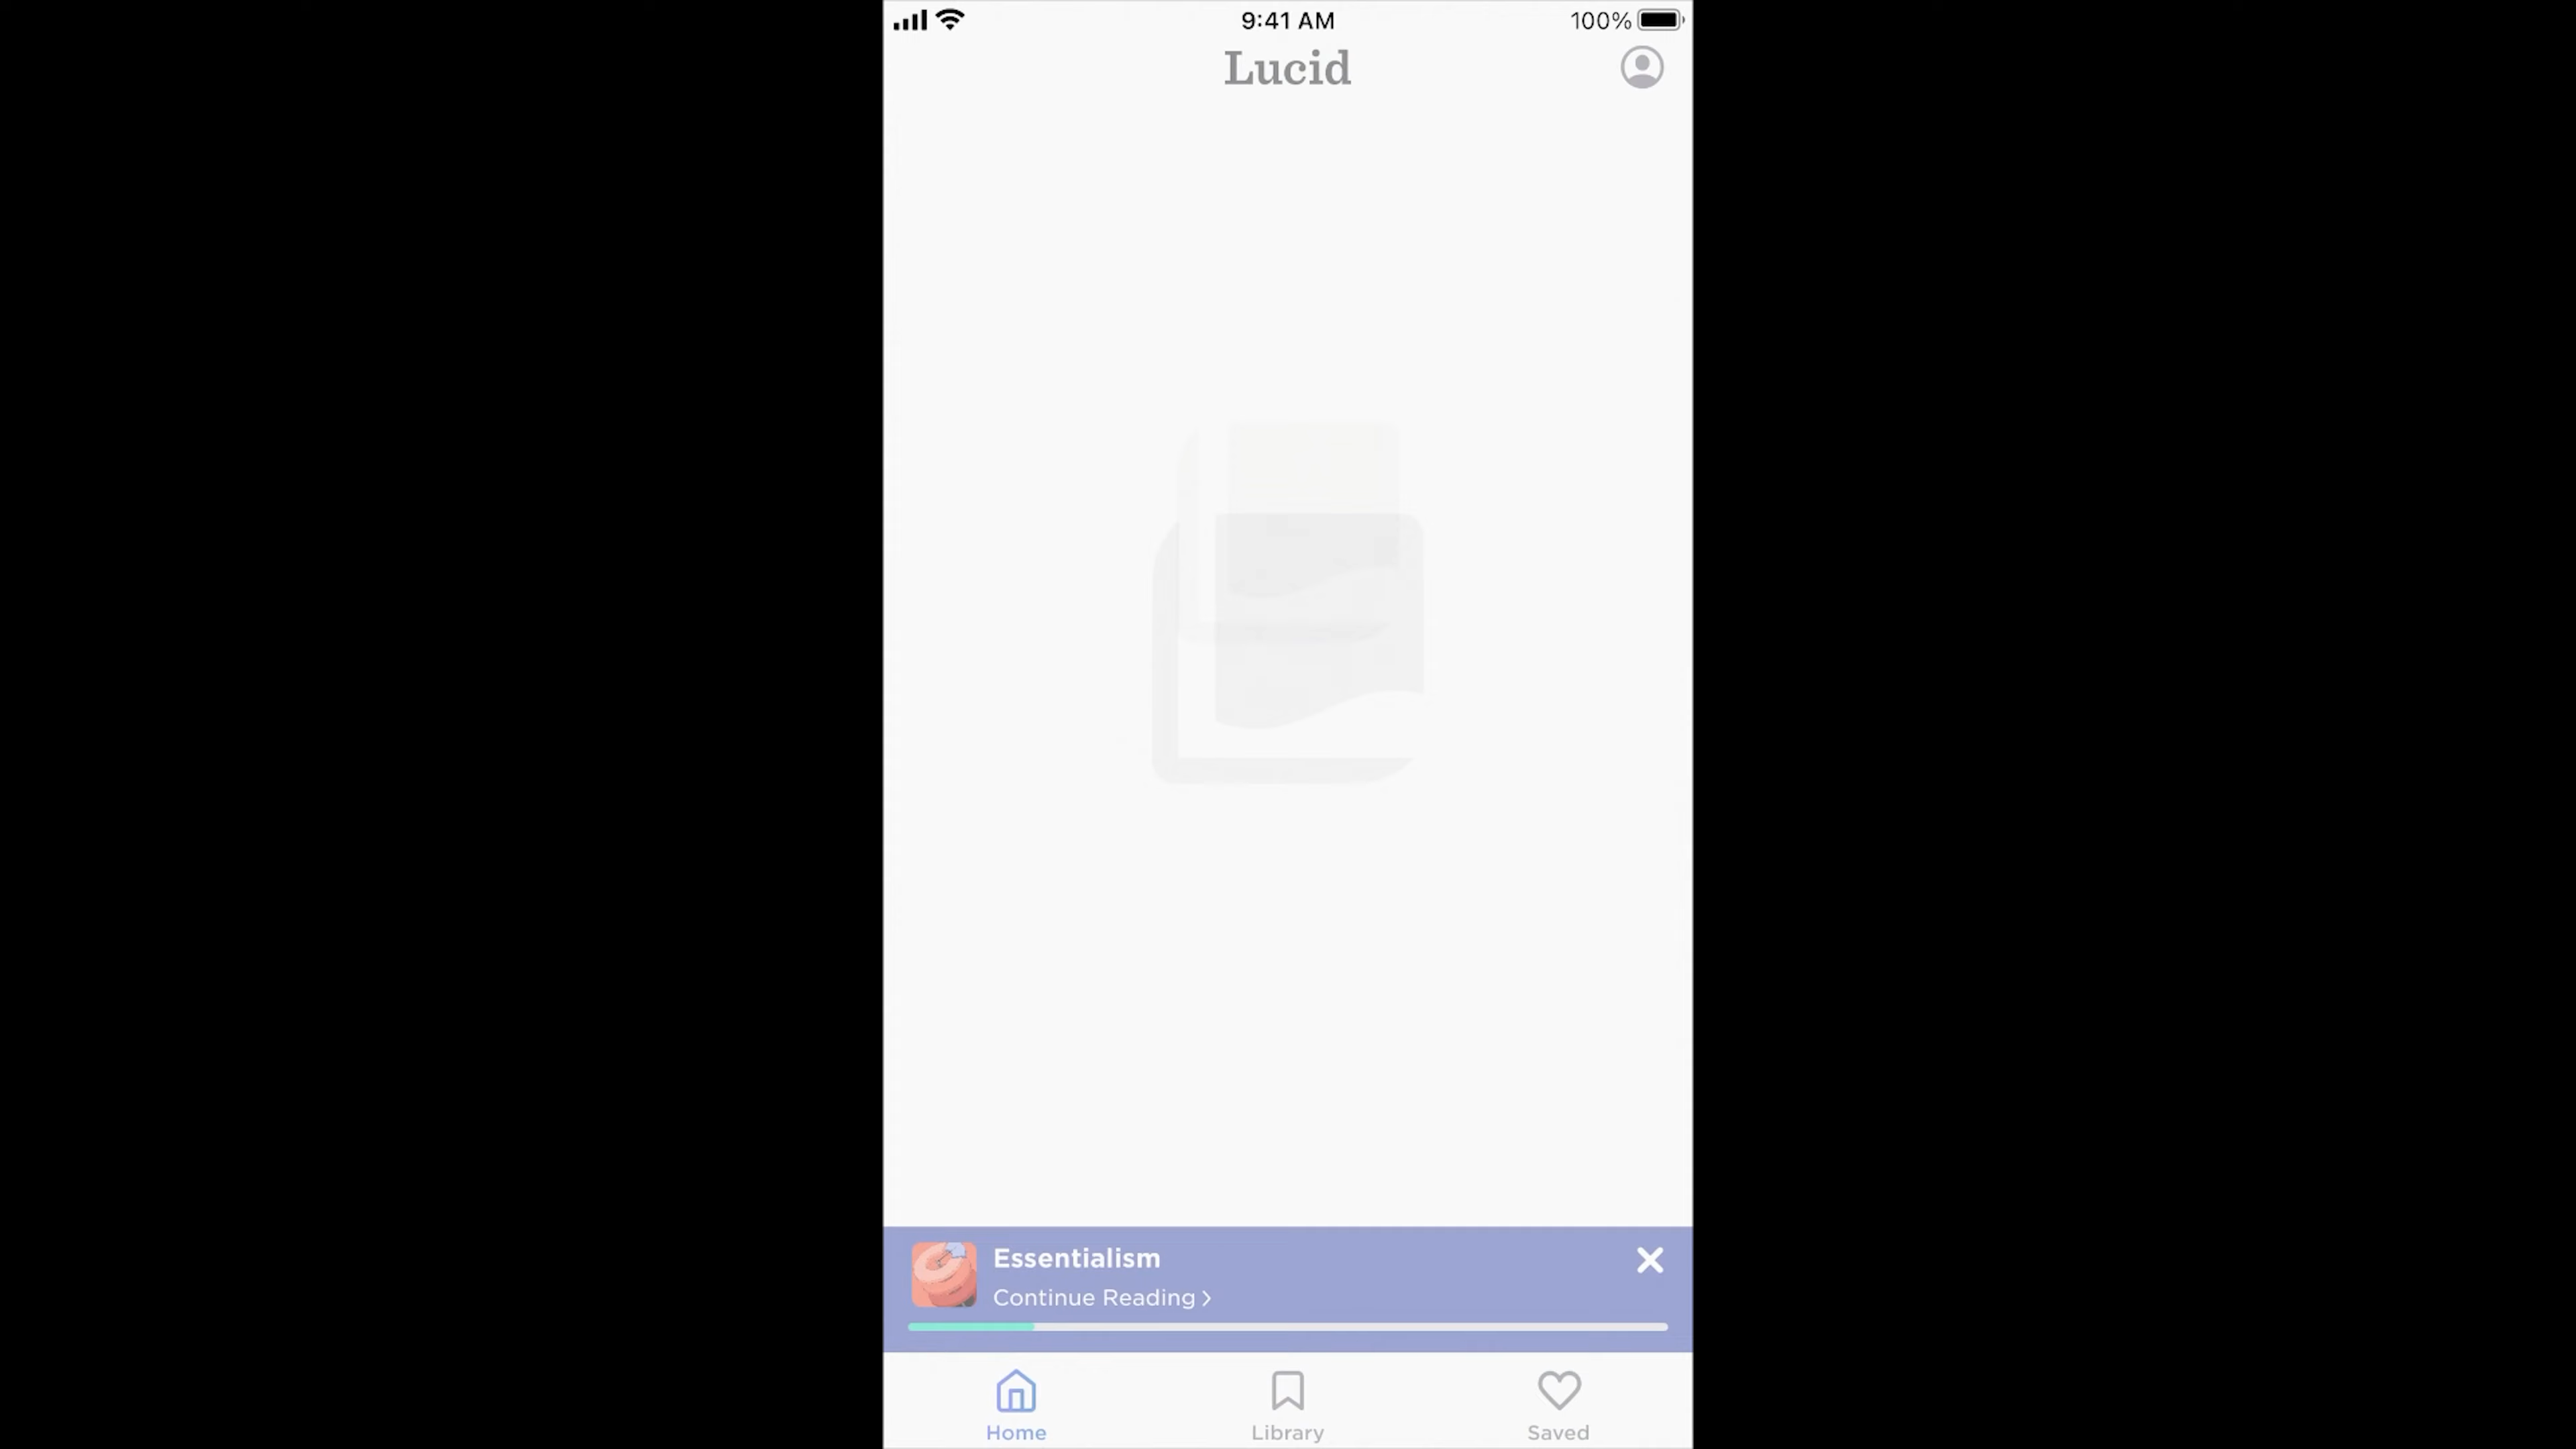 9:41 AM
100%
Lucid
Essentialism
Continue Reading >
Home
Library
Saved